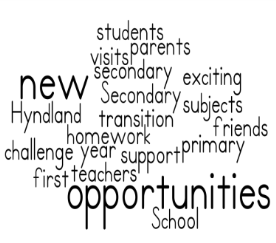 students
visits parents
secondary
new Secondary exciting
Hyndland transition subjects
homework friends
challenge year support primary
first teachers
opportunities
School